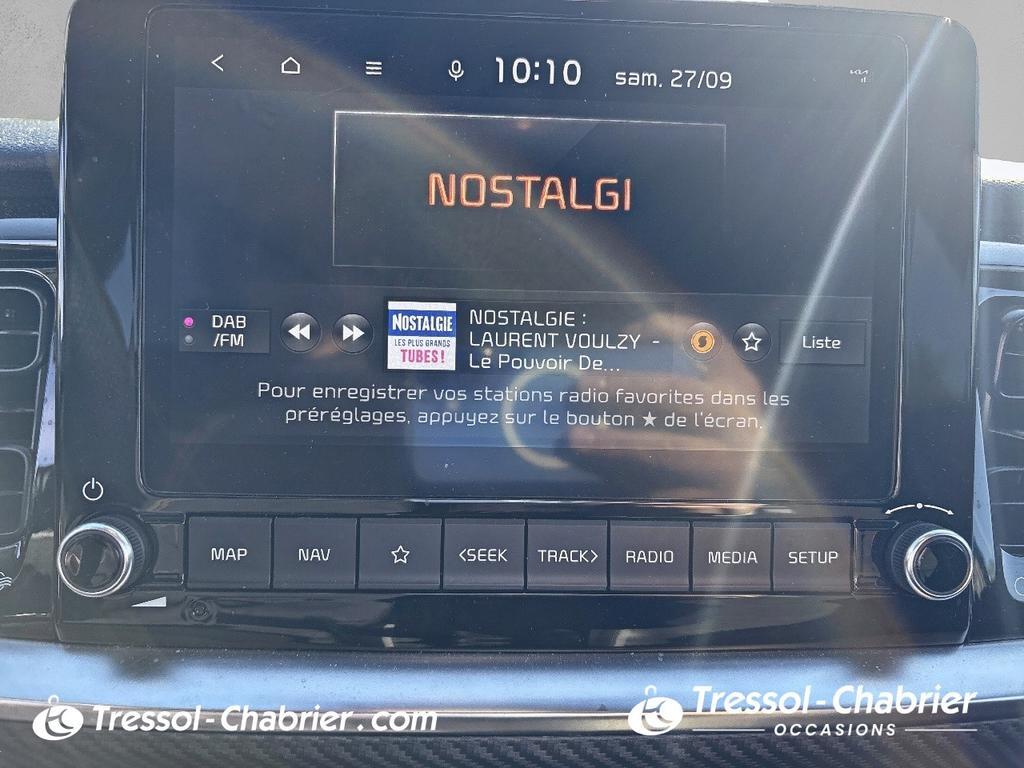 10:10 sam. 27/09
NOSTALGI
DAB
/FM
NOSTALGIE
LES PLUS GRANDS
TUBES!
NOSTALGIE :
LAURENT VOULZY -
Le Pouvoir De...
Liste
Pour enregistrer vos stations radio favorites dans les
préréglages, appuyez sur le bouton ★ de l'écran.
MAP NAV <SEEK TRACK> RADIO MEDIA SETUP
Tressol-Chabrier.com
Tressol-Chabrier
OCCASIONS